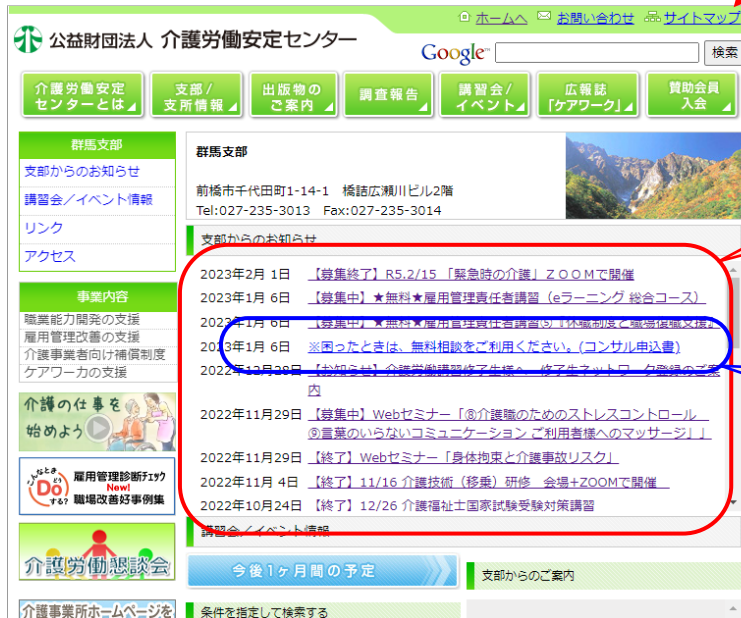 ホームへ お問い合わせ サイトマップ
公益財団法人 介護労働安定センター
Google 検索
介護労働安定
センターとは
支部/
支所情報
出版物の
ご案内
調査報告
講習会/
イベント
広報誌
「ケアワーク」
賛助会員
入会
群馬支部
支部からのお知らせ
講習会/イベント情報
リンク
アクセス
事業内容
職業能力開発の支援
雇用管理改善の支援
介護事業者向け補償制度
ケアワーカの支援
介護の仕事を
始めよう
なるほど
Do
する?
雇用管理診断チェック
New!
職場改善好事例集
介護労働懇談会
介護事業所ホームページを
群馬支部
前橋市千代田町1-14-1 橋詰広瀬川ビル2階
Tel:027-235-3013 Fax:027-235-3014
支部からのお知らせ
2023年2月 1日 【募集終了】R5.2/15 「緊急時の介護」ZOOMで開催
2023年1月 6日 【募集中】★無料★雇用管理責任者講習(eラーニング 総合コース)
2023年1月 6日 【募集中】★無料★雇用管理責任者講習⑤『休職制度と職場復職支援』
2023年1月 6日 ※困ったときは、無料相談をご利用ください。(コンサル申込書)
2022年12月28日 【お知らせ】介護労働講習修了生様へ 修了生ネットワーク登録のご案
内
2022年11月29日 【募集中】Webセミナー「⑧介護職のためのストレスコントロール
⑨言葉のいらないコミュニケーション ご利用者様へのマッサージ」」
2022年11月29日 【終了】Webセミナー「身体拘束と介護事故リスク」
2022年11月 4日 【終了】11/16 介護技術(移乗)研修 会場+ZOOMで開催
2022年10月24日 【終了】12/26 介護福祉士国家試験受験対策講習
講習会/イベント情報
今後1ヶ月間の予定
支部からのご案内
条件を指定して検索する